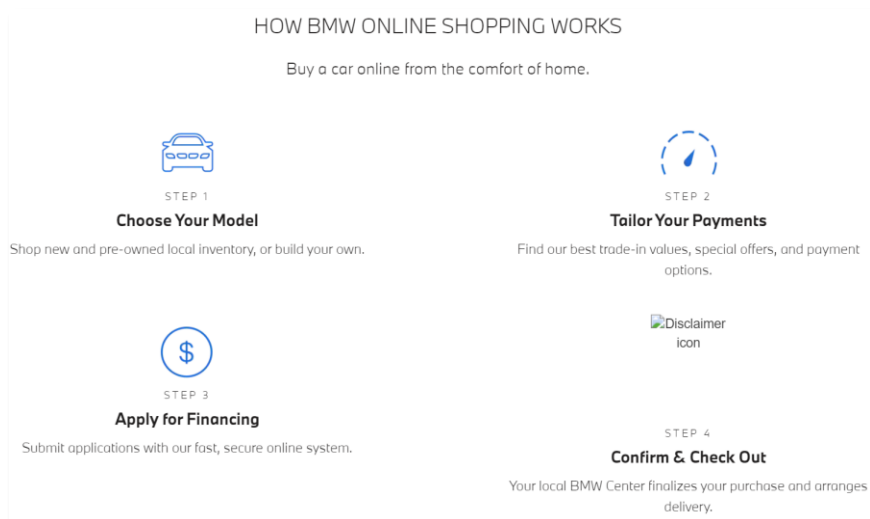 HOW BMW ONLINE SHOPPING WORKS
Buy a car online from the comfort of home.
STEP 1
Choose Your Model
Shop new and pre-owned local inventory, or build your own.
STEP 2
Tailor Your Payments
Find our best trade-in values, special offers, and payment
options.
$
STEP 3
Apply for Financing
Submit applications with our fast, secure online system.
Disclaimer
icon
STEP 4
Confirm & Check Out
Your local BMW Center finalizes your purchase and arranges
delivery.